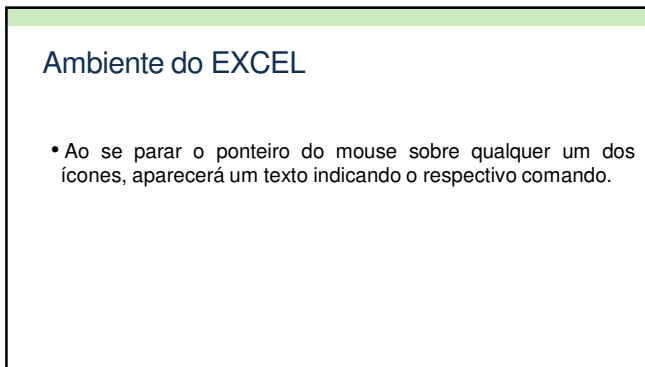 Ambiente do EXCEL
• Ao se parar o ponteiro do mouse sobre qualquer um dos
ícones, aparecerá um texto indicando o respectivo comando.